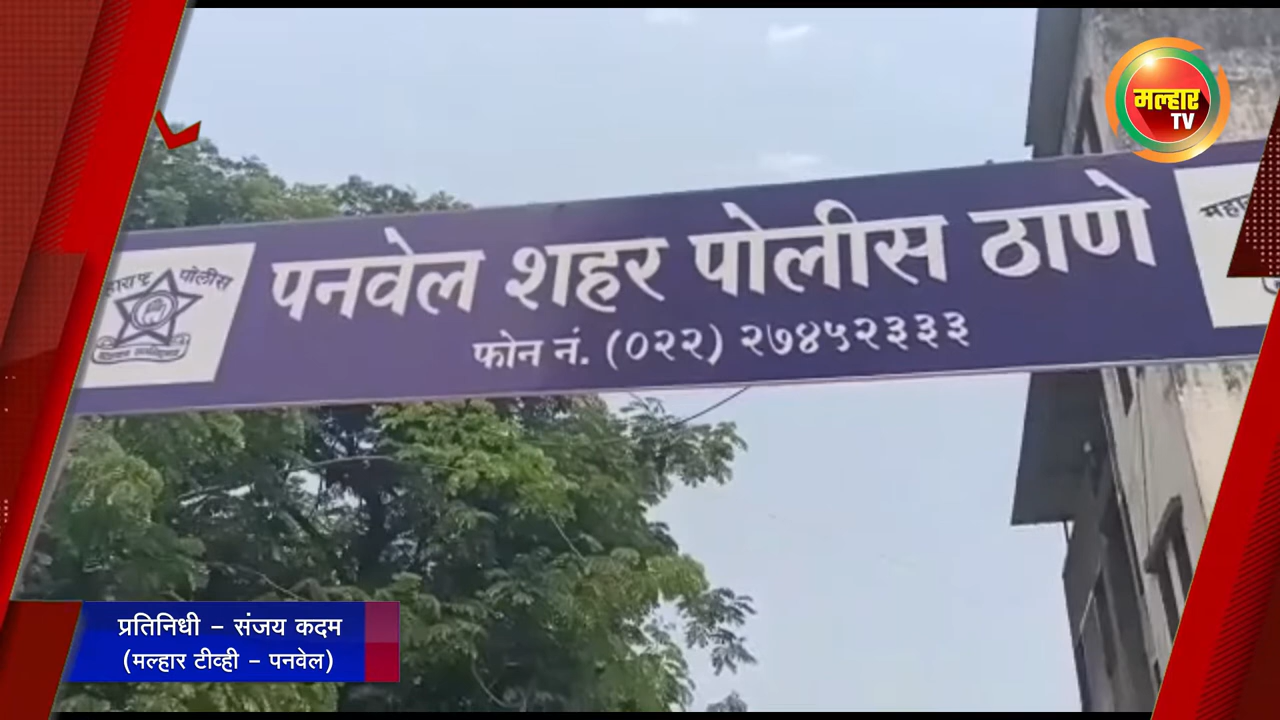 मल्हार
TV
पनवेल शहर पोलीस ठाणे
पोलीस
फोन नं. (०२२) २७४५२३३३
प्रतिनिधी – संजय कदम
(मल्हार टीव्ही – पनवेल)